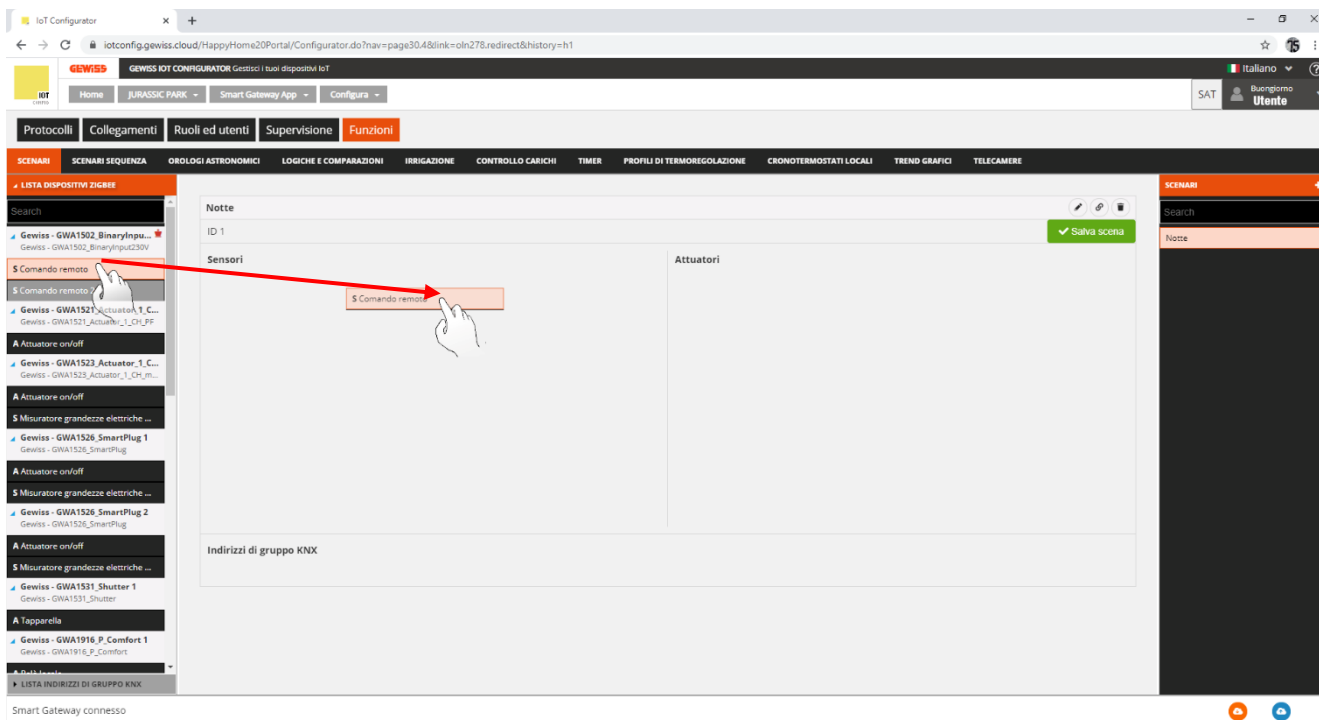 IoT Configurator
iotconfig.gewiss.cloud/HappyHome20Portal/Configurator.do?nav=page30.48&link=oln278.redirect&history=h1
GEWISS
GEWISS IOT CONFIGURATOR Gestisci i tuoi dispositivi IoT
Italiano
IOT
Home
JURASSIC PARK
Smart Gateway App
Configura
SAT
Buongiorno
Utente
Protocolli
Collegamenti
Ruoli ed utenti
Supervisione
Funzioni
SCENARI
SCENARI SEQUENZA
OROLOGI ASTRONOMICI
LOGICHE E COMPARAZIONI
IRRIGAZIONE
CONTROLLO CARICHI
TIMER
PROFILI DI TERMOREGOLAZIONE
CRONOTERMOSTATI LOCALI
TREND GRAFICI
TELECAMERE
LISTA DISPOSITIVI ZIGBEE
Search
Gewiss - GWA1502_BinaryInpu...
Gewiss - GWA1502_BinaryInput230V
S Comando remoto
S Comando remoto 2
Gewiss - GWA1521_Actuator_1_C...
Gewiss - GWA1521_Actuator_1_CH_PF
A Attuatore on/off
Gewiss - GWA1523_Actuator_1_C...
Gewiss - GWA1523_Actuator_1_CH_m...
A Attuatore on/off
S Misuratore grandezze elettriche ...
Gewiss - GWA1526_SmartPlug 1
Gewiss - GWA1526_SmartPlug
A Attuatore on/off
S Misuratore grandezze elettriche ...
Gewiss - GWA1526_SmartPlug 2
Gewiss - GWA1526_SmartPlug
A Attuatore on/off
S Misuratore grandezze elettriche ...
Gewiss - GWA1531_Shutter 1
Gewiss - GWA1531_Shutter
A Tapparella
Gewiss - GWA1916_P_Comfort 1
Gewiss - GWA1916_P_Comfort
LISTA INDIRIZZI DI GRUPPO KNX
Notte
ID 1
Salva scena
Sensori
Attuatori
S Comando remoto
Indirizzi di gruppo KNX
SCENARI
Search
Notte
Smart Gateway connesso